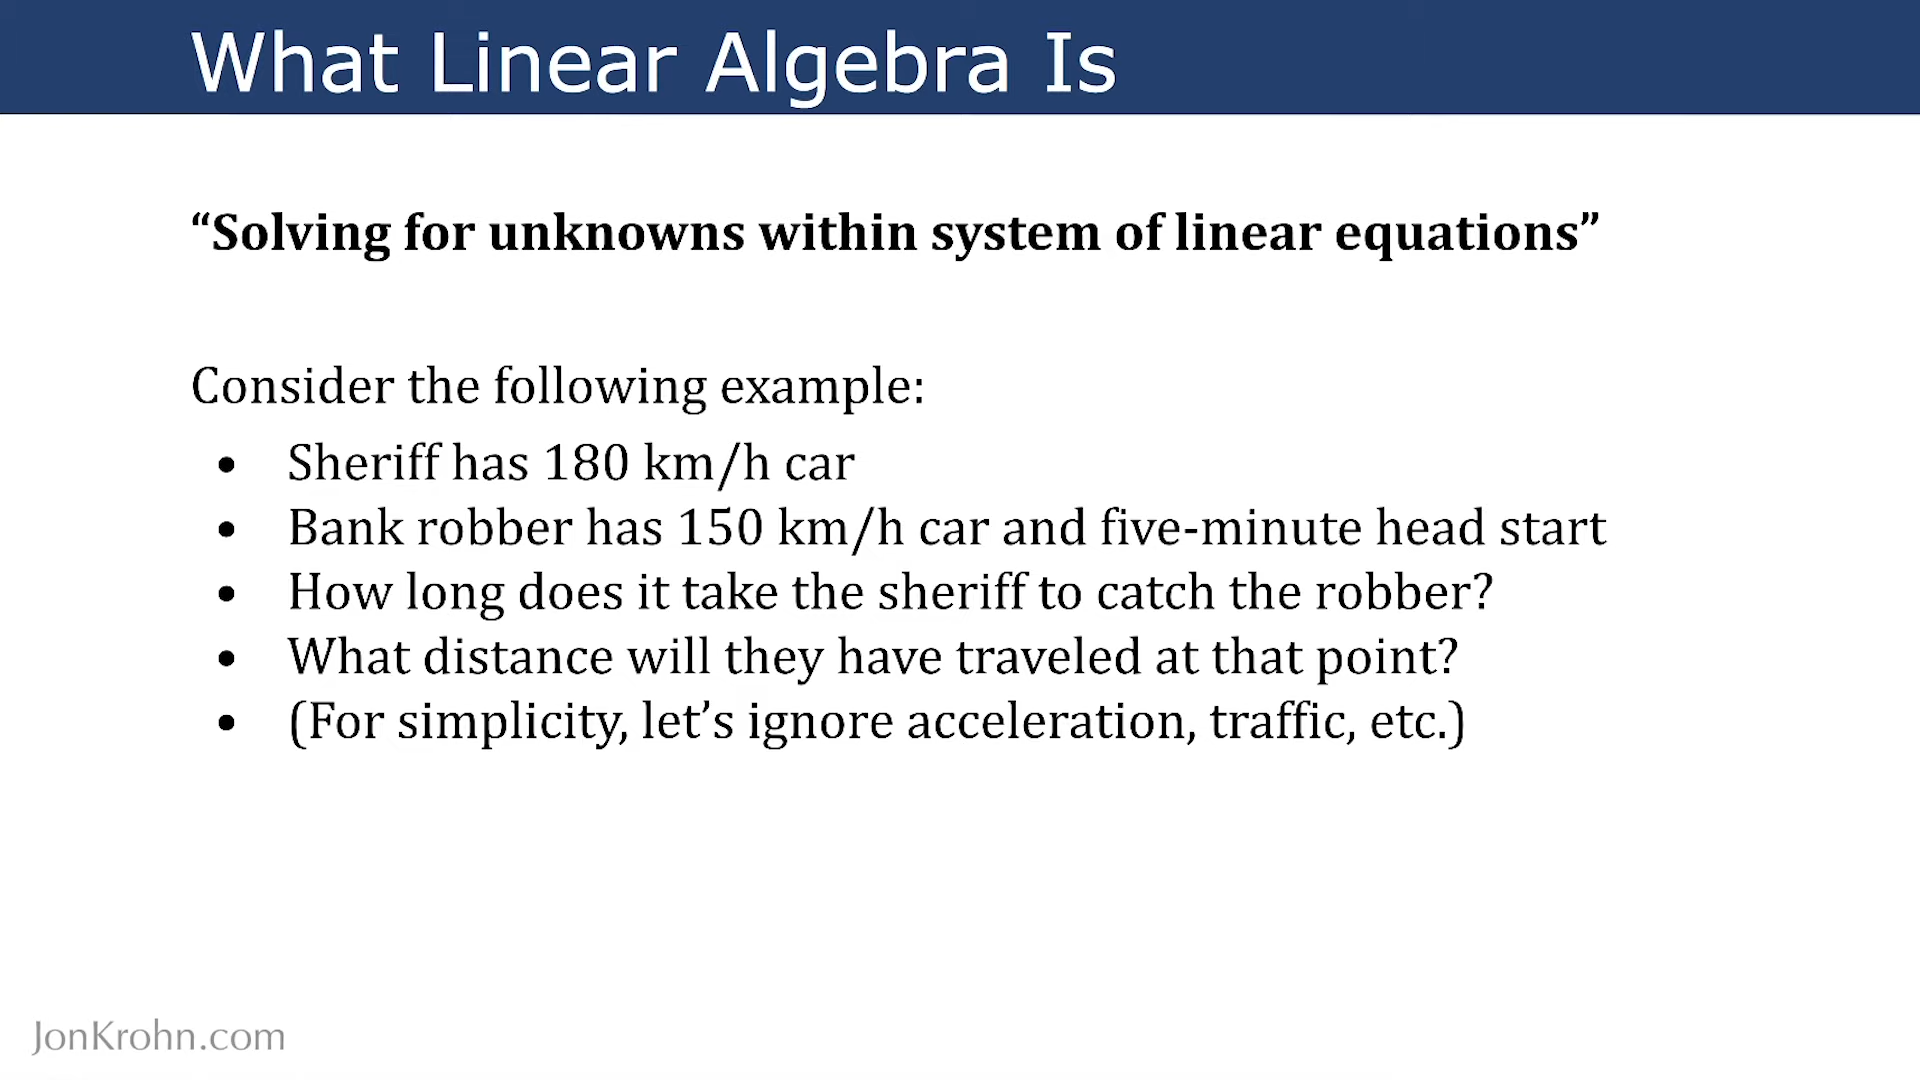 What Linear Algebra Is
“Solving for unknowns within system of linear equations”
Consider the following example:
• Sheriff has 180 km/h car
• Bank robber has 150 km/h car and five-minute head start
• How long does it take the sheriff to catch the robber?
• What distance will they have traveled at that point?
• (For simplicity, let’s ignore acceleration, traffic, etc.)
JonKrohn.com